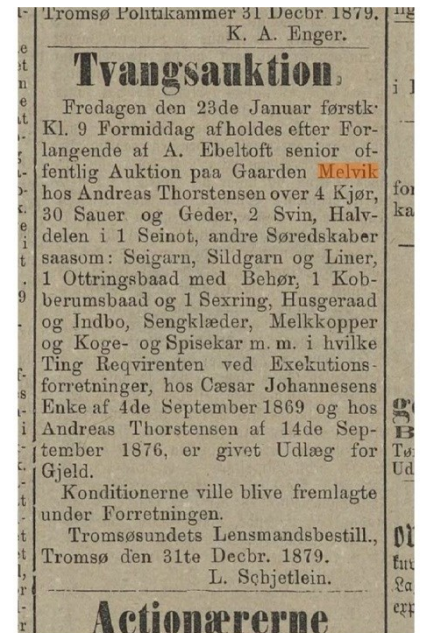 Tromsø Politikammer 31 Decbr 1879.
K. A. Enger.
Tvangsauktion.
Fredagen den 23de Januar førstk·
Kl. 9 Formiddag afholdes efter For-
langende af A. Ebeltoft senior of-
fentlig Auktion paa Gaarden Melvik
hos Andreas Thorstensen over 4 Kjør,
30 Sauer og Geder, 2 Svin, Halv-
delen i 1 Seinot, andre Søredskaber
saasom: Seigarn, Sildgarn og Liner,
1 Ottringsbaad med Behør, 1 Kob-
berumsbaad og 1 Sexring, Husgeraad
og Indbo, Sengklæder, Melkkopper
og Koge- og Spisekar m. m. i hvilke
Ting Reqvirenten ved Exekutions-
forretninger, hos Cæsar Johannesens
Enke af 4de September 1869 og hos
Andreas Thorstensen af 14de Sep-
tember 1876, er givet Udlæg for
Gjeld.
Konditionerne ville blive fremlagte
under Forretningen.
Tromsøsundets Lensmandsbestill.,
Tromsø den 31te Decbr. 1879.
L. Schjetlein.
Actionærerne